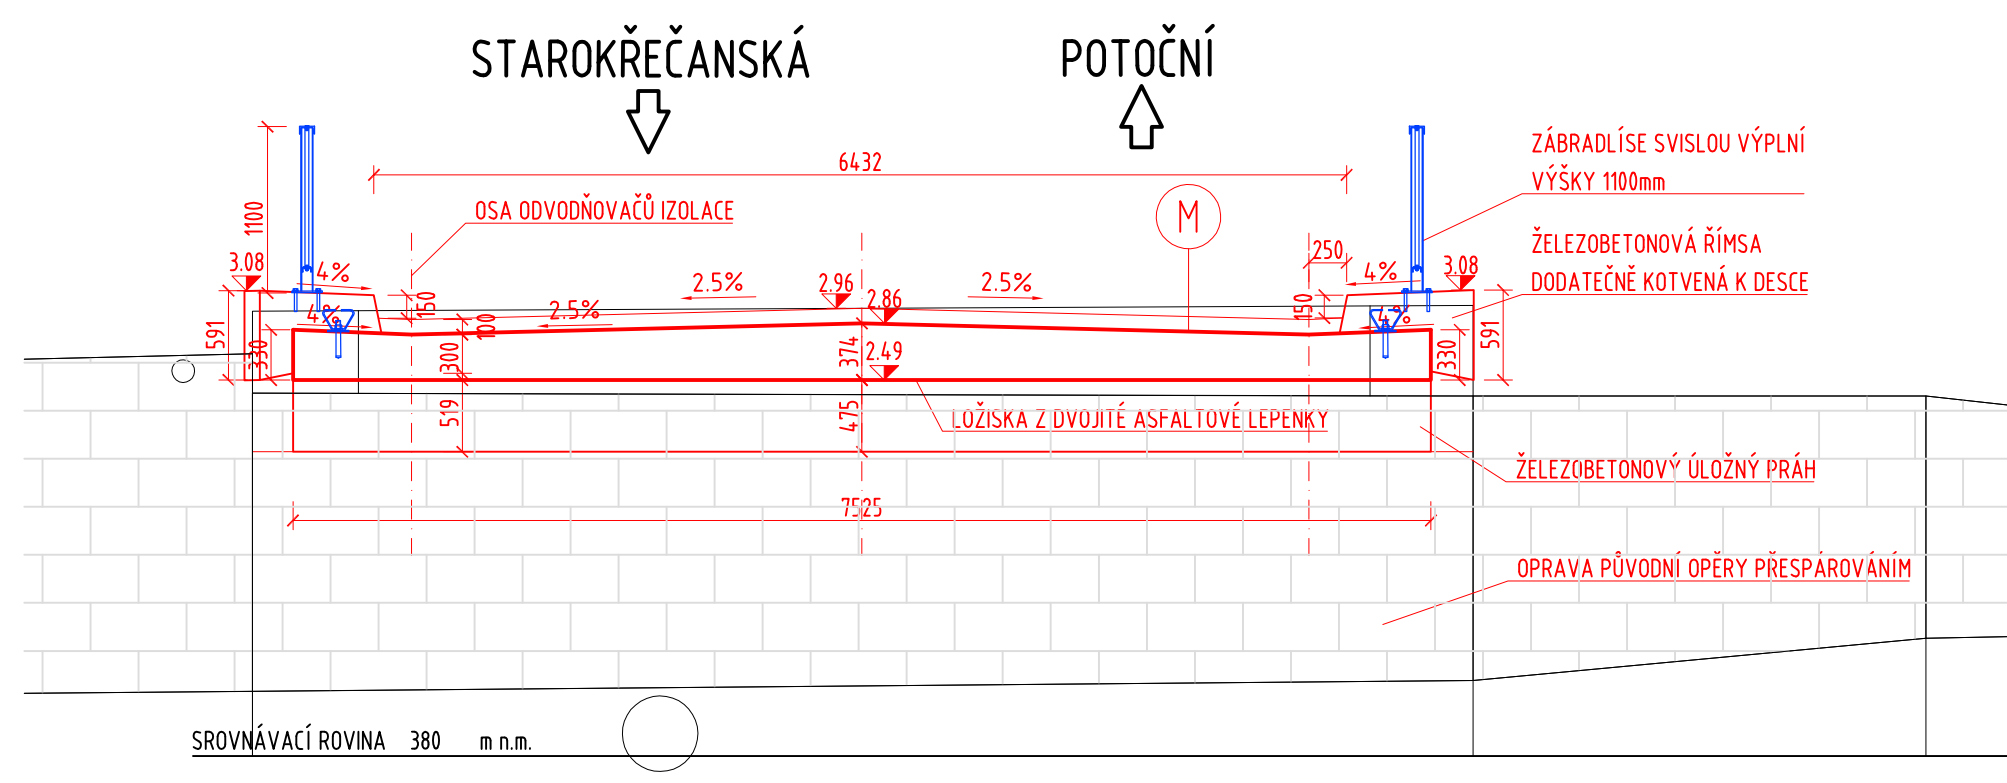 STAROKŘEČANSKÁ
POTOČNÍ
6432
ZÁBRADLÍSE SVISLOU VÝPLNÍ
VÝŠKY 1100mm
OSA ODVODŇOVAČŮ IZOLACE
M
1100
250
ŽELEZOBETONOVÁ ŘÍMSA
DODATEČNĚ KOTVENÁ K DESCE
3.08
4%
2.5%
2.96
2.5%
4%
3.08
150
2.86
150
4%
2.5%
100
4%
591
330
300
374
2.49
330
591
519
475
LOŽISKA Z DVOJITÉ ASFALTOVÉ LEPENKY
ŽELEZOBETONOVÝ ÚLOŽNÝ PRÁH
7525
OPRAVA PŮVODNÍ OPĚRY PŘESPÁROVÁNÍM
SROVNÁVACÍ ROVINA 380 m n.m.